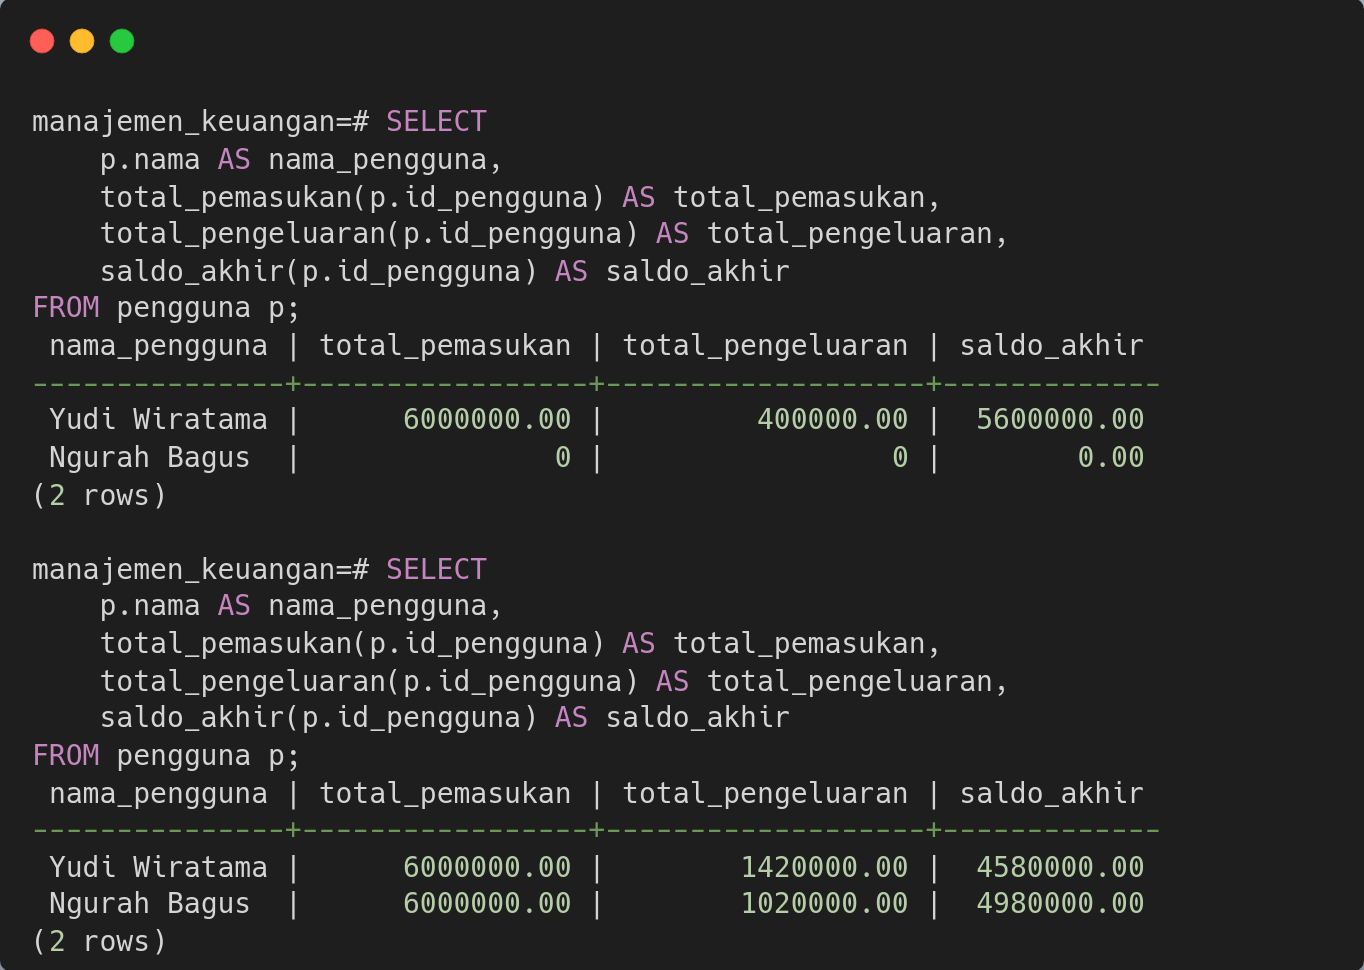 manajemen_keuangan=# SELECT
    p.nama AS nama_pengguna,
    total_pemasukan(p.id_pengguna) AS total_pemasukan,
    total_pengeluaran(p.id_pengguna) AS total_pengeluaran,
    saldo_akhir(p.id_pengguna) AS saldo_akhir
FROM pengguna p;
 nama_pengguna | total_pemasukan | total_pengeluaran | saldo_akhir
---------------+-----------------+-------------------+-------------
 Yudi Wiratama |      6000000.00 |         400000.00 |  5600000.00
 Ngurah Bagus  |               0 |                 0 |        0.00
(2 rows)

manajemen_keuangan=# SELECT
    p.nama AS nama_pengguna,
    total_pemasukan(p.id_pengguna) AS total_pemasukan,
    total_pengeluaran(p.id_pengguna) AS total_pengeluaran,
    saldo_akhir(p.id_pengguna) AS saldo_akhir
FROM pengguna p;
 nama_pengguna | total_pemasukan | total_pengeluaran | saldo_akhir
---------------+-----------------+-------------------+-------------
 Yudi Wiratama |      6000000.00 |        1420000.00 |  4580000.00
 Ngurah Bagus  |      6000000.00 |        1020000.00 |  4980000.00
(2 rows)